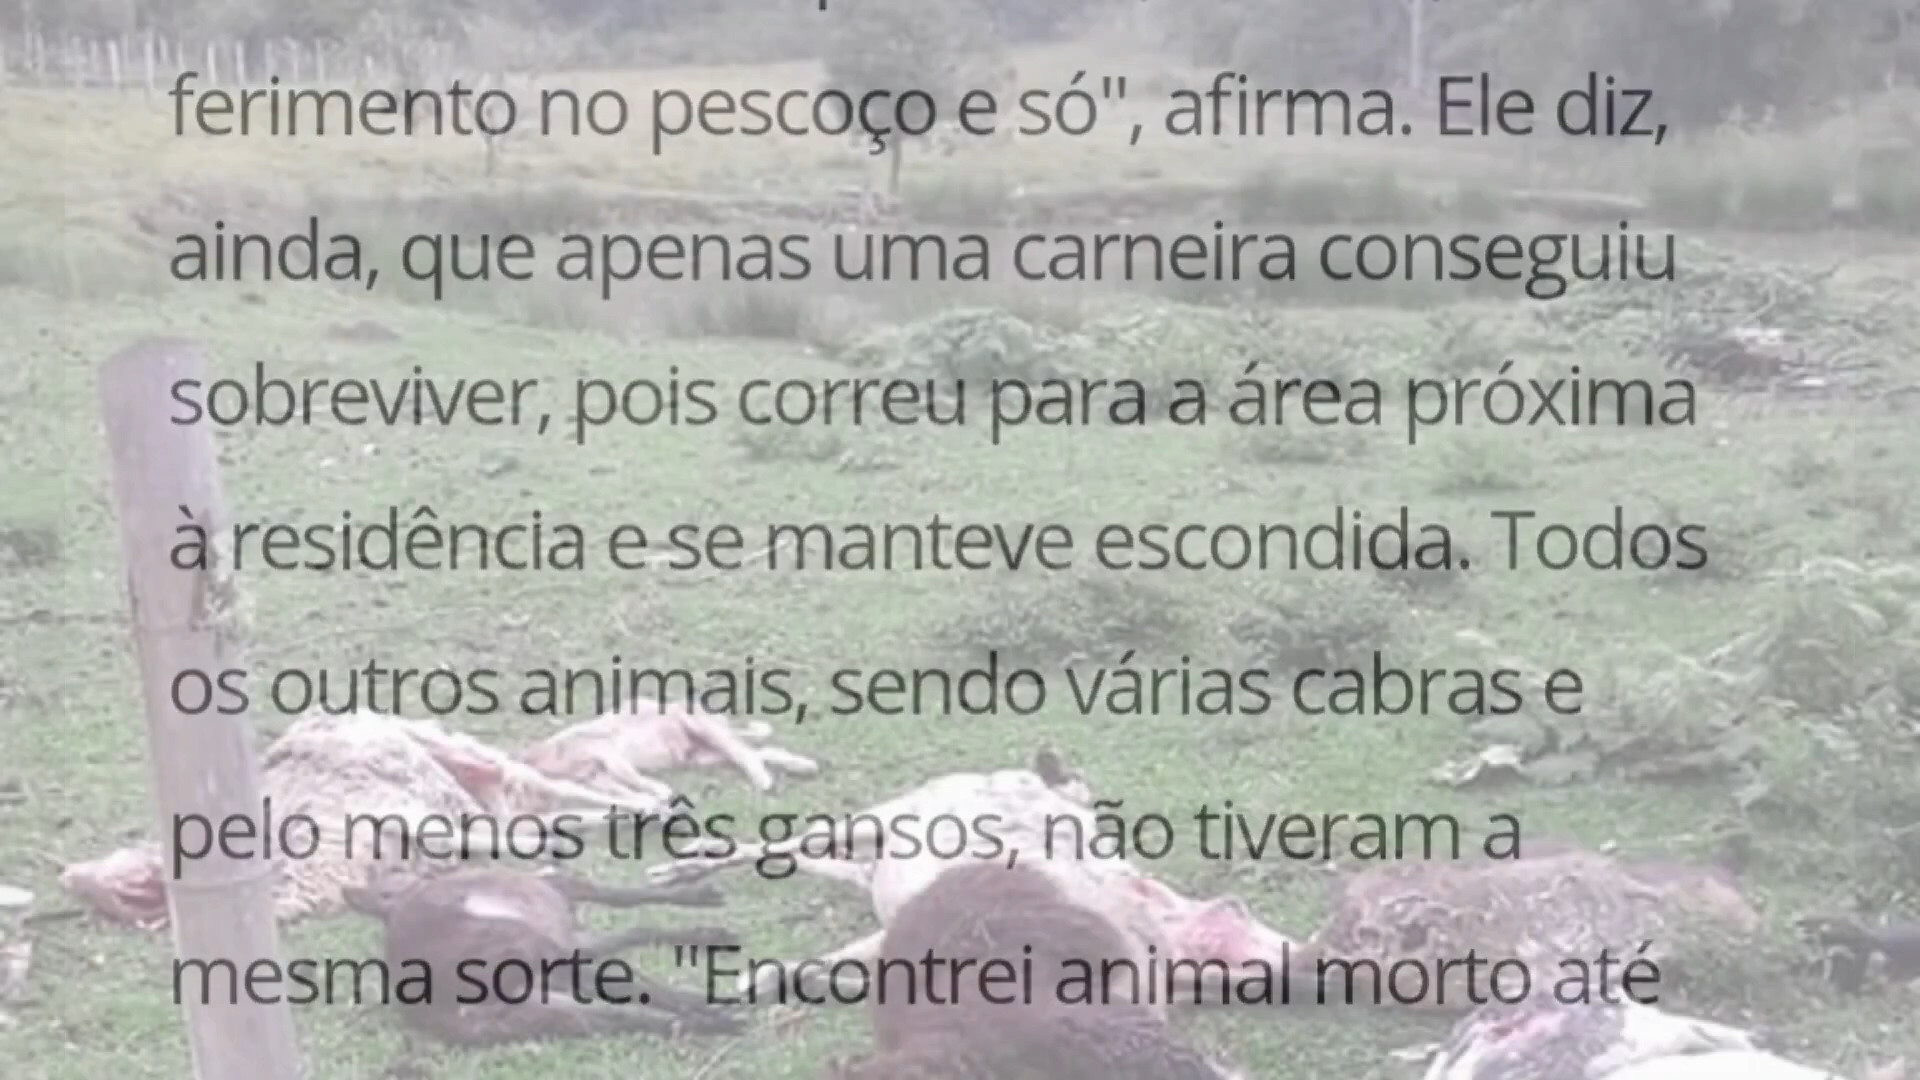 ferimento no pescoço e só", afirma. Ele diz,
ainda, que apenas uma carneira conseguiu
sobreviver, pois correu para a área próxima
à residência e se manteve escondida. Todos
os outros animais, sendo várias cabras e
pelo menos três gansos, não tiveram a
mesma sorte. "Encontrei animal morto até